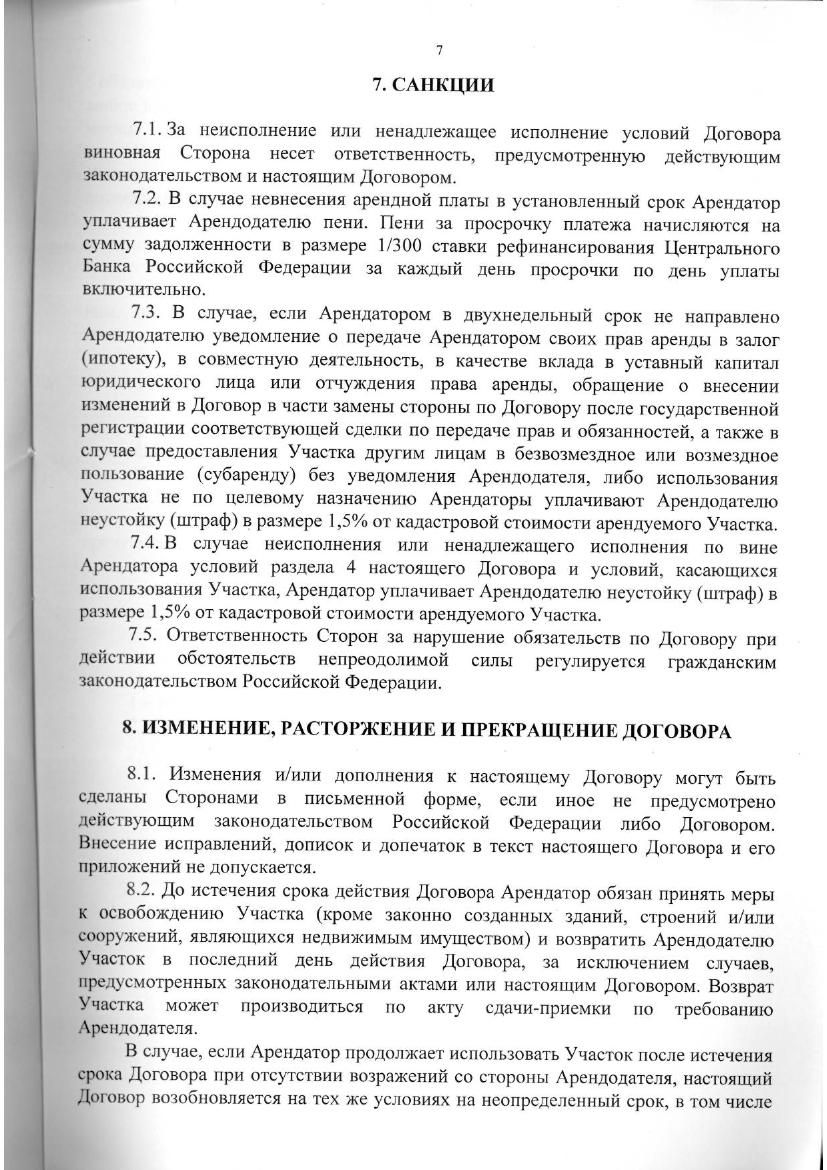 7
7. САНКЦИИ
7.1. За неисполнение или ненадлежащее исполнение условий Договора
виновная Сторона несет ответственность, предусмотренную действующим
законодательством и настоящим Договором.
7.2. В случае невнесения арендной платы в установленный срок Арендатор
уплачивает Арендодателю пени. Пени за просрочку платежа начисляются на
сумму задолженности в размере 1/300 ставки рефинансирования Центрального
Банка Российской Федерации за каждый день просрочки по день уплаты
включительно.
7.3. В случае, если Арендатором в двухнедельный срок не направлено
Арендодателю уведомление о передаче Арендатором своих прав аренды в залог
(ипотеку), в совместную деятельность, в качестве вклада в уставный капитал
юридического лица или отчуждения права аренды, обращение о внесении
изменений в Договор в части замены стороны по Договору после государственной
регистрации соответствующей сделки по передаче прав и обязанностей, а также в
случае предоставления Участка другим лицам в безвозмездное или возмездное
пользование (субаренду) без уведомления Арендодателя, либо использования
Участка не по целевому назначению Арендаторы уплачивают Арендодателю
неустойку (штраф) в размере 1,5% от кадастровой стоимости арендуемого Участка.
7.4. В случае неисполнения или ненадлежащего исполнения по вине
Арендатора условий раздела 4 настоящего Договора и условий, касающихся
использования Участка, Арендатор уплачивает Арендодателю неустойку (штраф) в
размере 1,5% от кадастровой стоимости арендуемого Участка.
7.5. Ответственность Сторон за нарушение обязательств по Договору при
действии обстоятельств непреодолимой силы регулируется гражданским
законодательством Российской Федерации.
8. ИЗМЕНЕНИЕ, РАСТОРЖЕНИЕ И ПРЕКРАЩЕНИЕ ДОГОВОРА
8.1. Изменения и/или дополнения к настоящему Договору могут быть
сделаны Сторонами в письменной форме, если иное не предусмотрено
действующим законодательством Российской Федерации либо Договором.
Внесение исправлений, дописок и допечаток в текст настоящего Договора и его
приложений не допускается.
8.2. До истечения срока действия Договора Арендатор обязан принять меры
к освобождению Участка (кроме законно созданных зданий, строений и/или
сооружений, являющихся недвижимым имуществом) и возвратить Арендодателю
Участок в последний день действия Договора, за исключением случаев,
предусмотренных законодательными актами или настоящим Договором. Возврат
Участка может производиться по акту сдачи-приемки по требованию
Арендодателя.
В случае, если Арендатор продолжает использовать Участок после истечения
срока Договора при отсутствии возражений со стороны Арендодателя, настоящий
Договор возобновляется на тех же условиях на неопределенный срок, в том числе